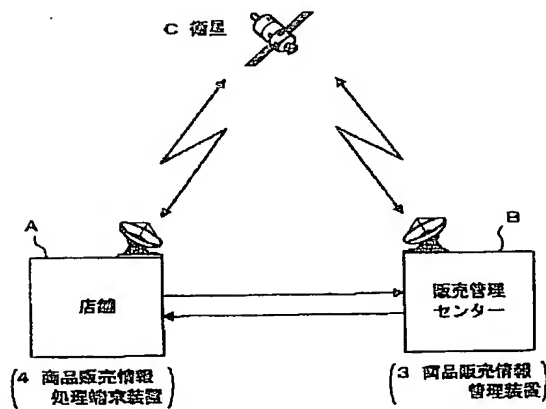 C 衛星
A
B
店舗
販売管理
センター
(4 商品販売情報
処理端末装置)
(3 商品販売情報
管理装置)